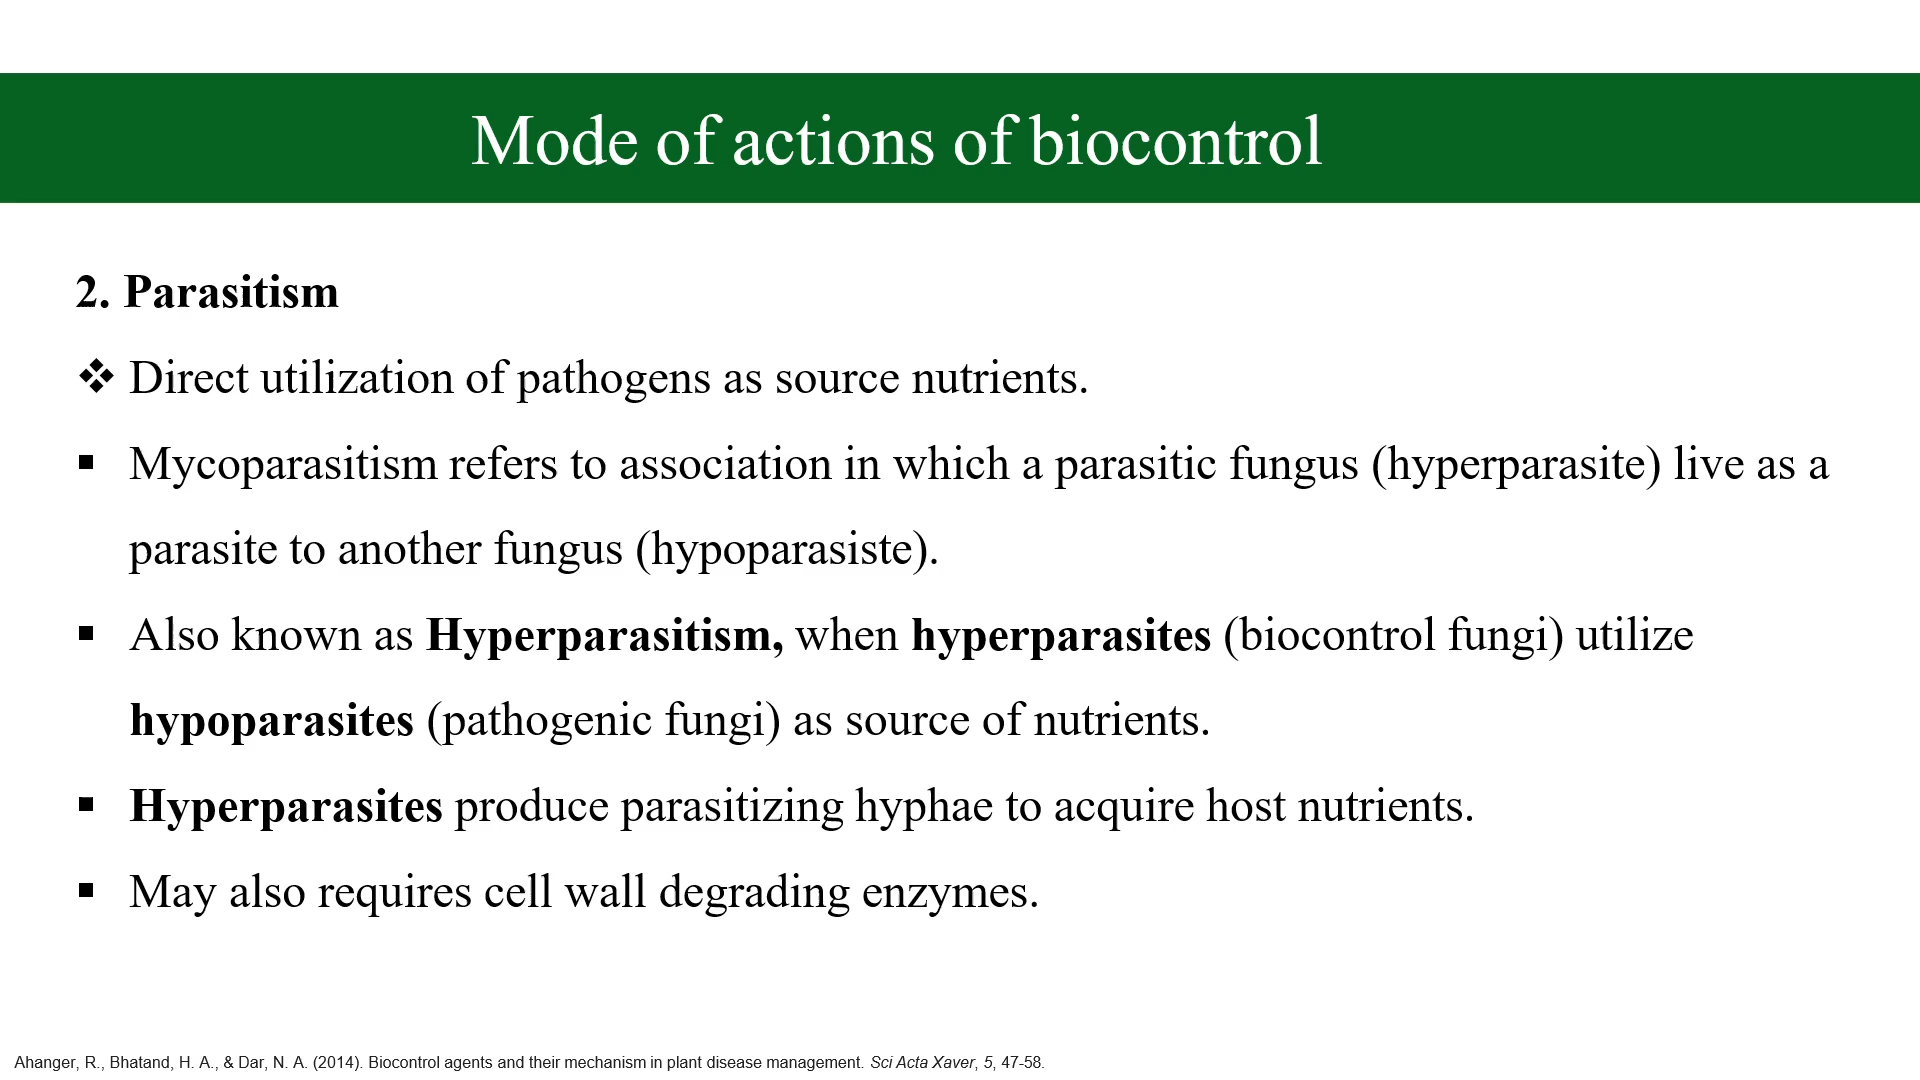 Mode of actions of biocontrol
2. Parasitism
❖ Direct utilization of pathogens as source nutrients.
▪ Mycoparasitism refers to association in which a parasitic fungus (hyperparasite) live as a
parasite to another fungus (hypoparasiste).
▪ Also known as Hyperparasitism, when hyperparasites (biocontrol fungi) utilize
hypoparasites (pathogenic fungi) as source of nutrients.
▪ Hyperparasites produce parasitizing hyphae to acquire host nutrients.
▪ May also requires cell wall degrading enzymes.
Ahanger, R., Bhatand, H. A., & Dar, N. A. (2014). Biocontrol agents and their mechanism in plant disease management. Sci Acta Xaver, 5, 47-58.